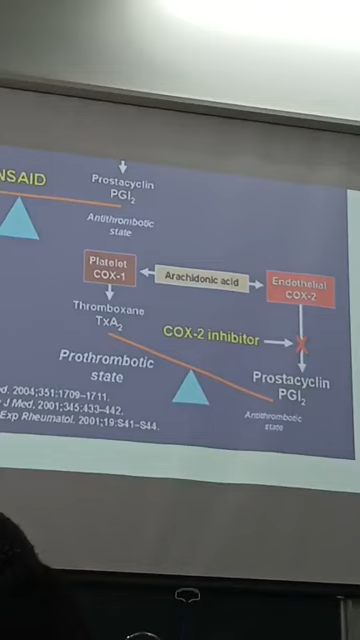 NSAID
Prostacyclin
PGI2
Antithrombotic
state
Platelet
COX-1
Arachidonic acid
Endothelial
COX-2
Thromboxane
TxA2
COX-2 inhibitor
X
Prothrombotic
state
Prostacyclin
PGI2
Antithrombotic
state
d. 2004;351:1709–1711.
J Med. 2001;345:433–442.
Exp Rheumatol. 2001;19:S41–S44.